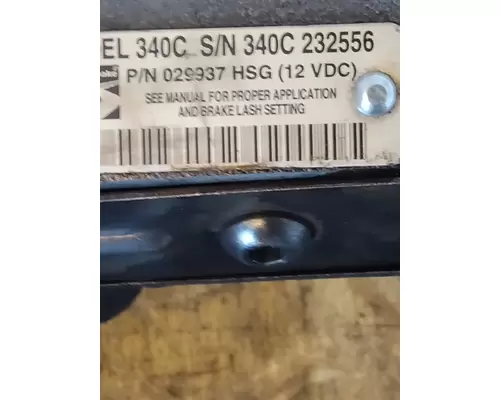 EL 340C S/N 340C 232556
P/N 029937 HSG (12 VDC)
SEE MANUAL FOR PROPER APPLICATION
AND BRAKE LASH SETTING